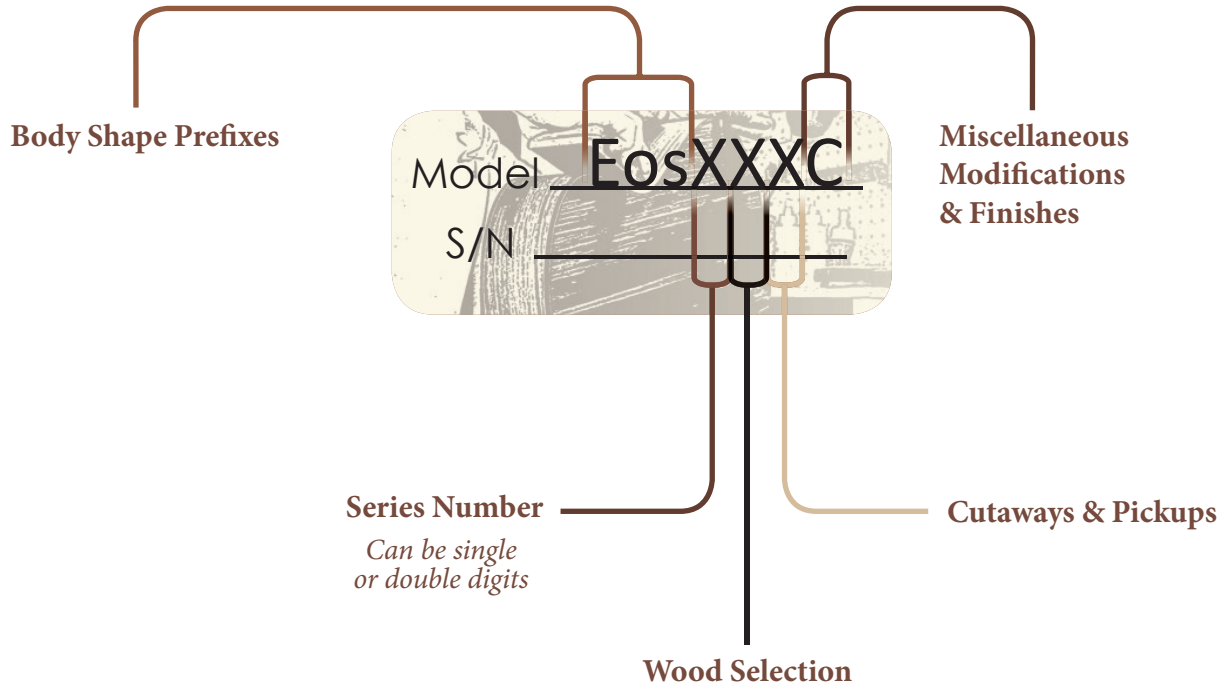 Body Shape Prefixes
Miscellaneous
Modifications
& Finishes
Model EosXXXC
S/N
Series Number
Can be single
or double digits
Cutaways & Pickups
Wood Selection